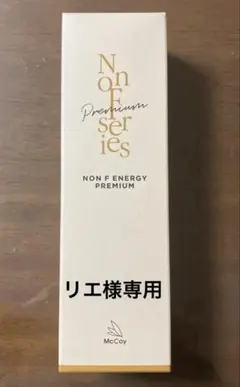 Non
F
series
Premium
NON F ENERGY
PREMIUM
リエ様専用
McCoy